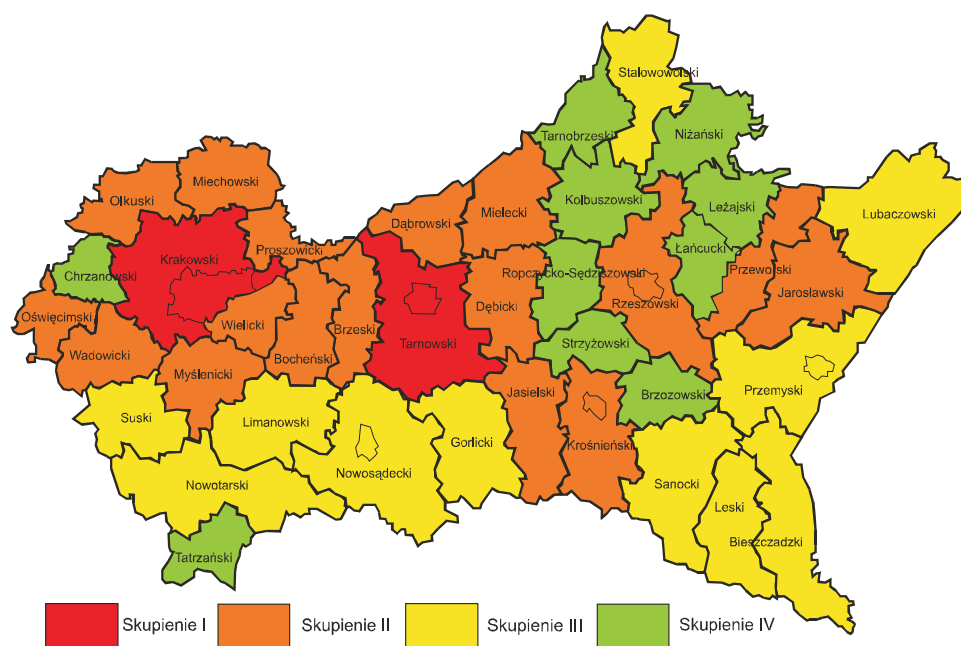 Stalowowolski
Tarnobrzeski
Niżański
Miechowski
Olkuski
Kolbuszowski
Leżajski
Mielecki
Dąbrowski
Lubaczowski
Proszowicki
Łańcucki
Krakowski
Chrzanowski
Ropczycko-Sędziszowski
Przeworski
Jarosławski
Rzeszowski
Dębicki
Oświęcimski
Wielicki
Brzeski
Tarnowski
Wadowicki
Bocheński
Strzyżowski
Myślenicki
Jasielski
Brzozowski
Przemyski
Suski
Limanowski
Gorlicki
Krośnieński
Nowosądecki
Nowotarski
Sanocki
Leski
Bieszczadzki
Tatrzański
Skupienie I
Skupienie II
Skupienie III
Skupienie IV